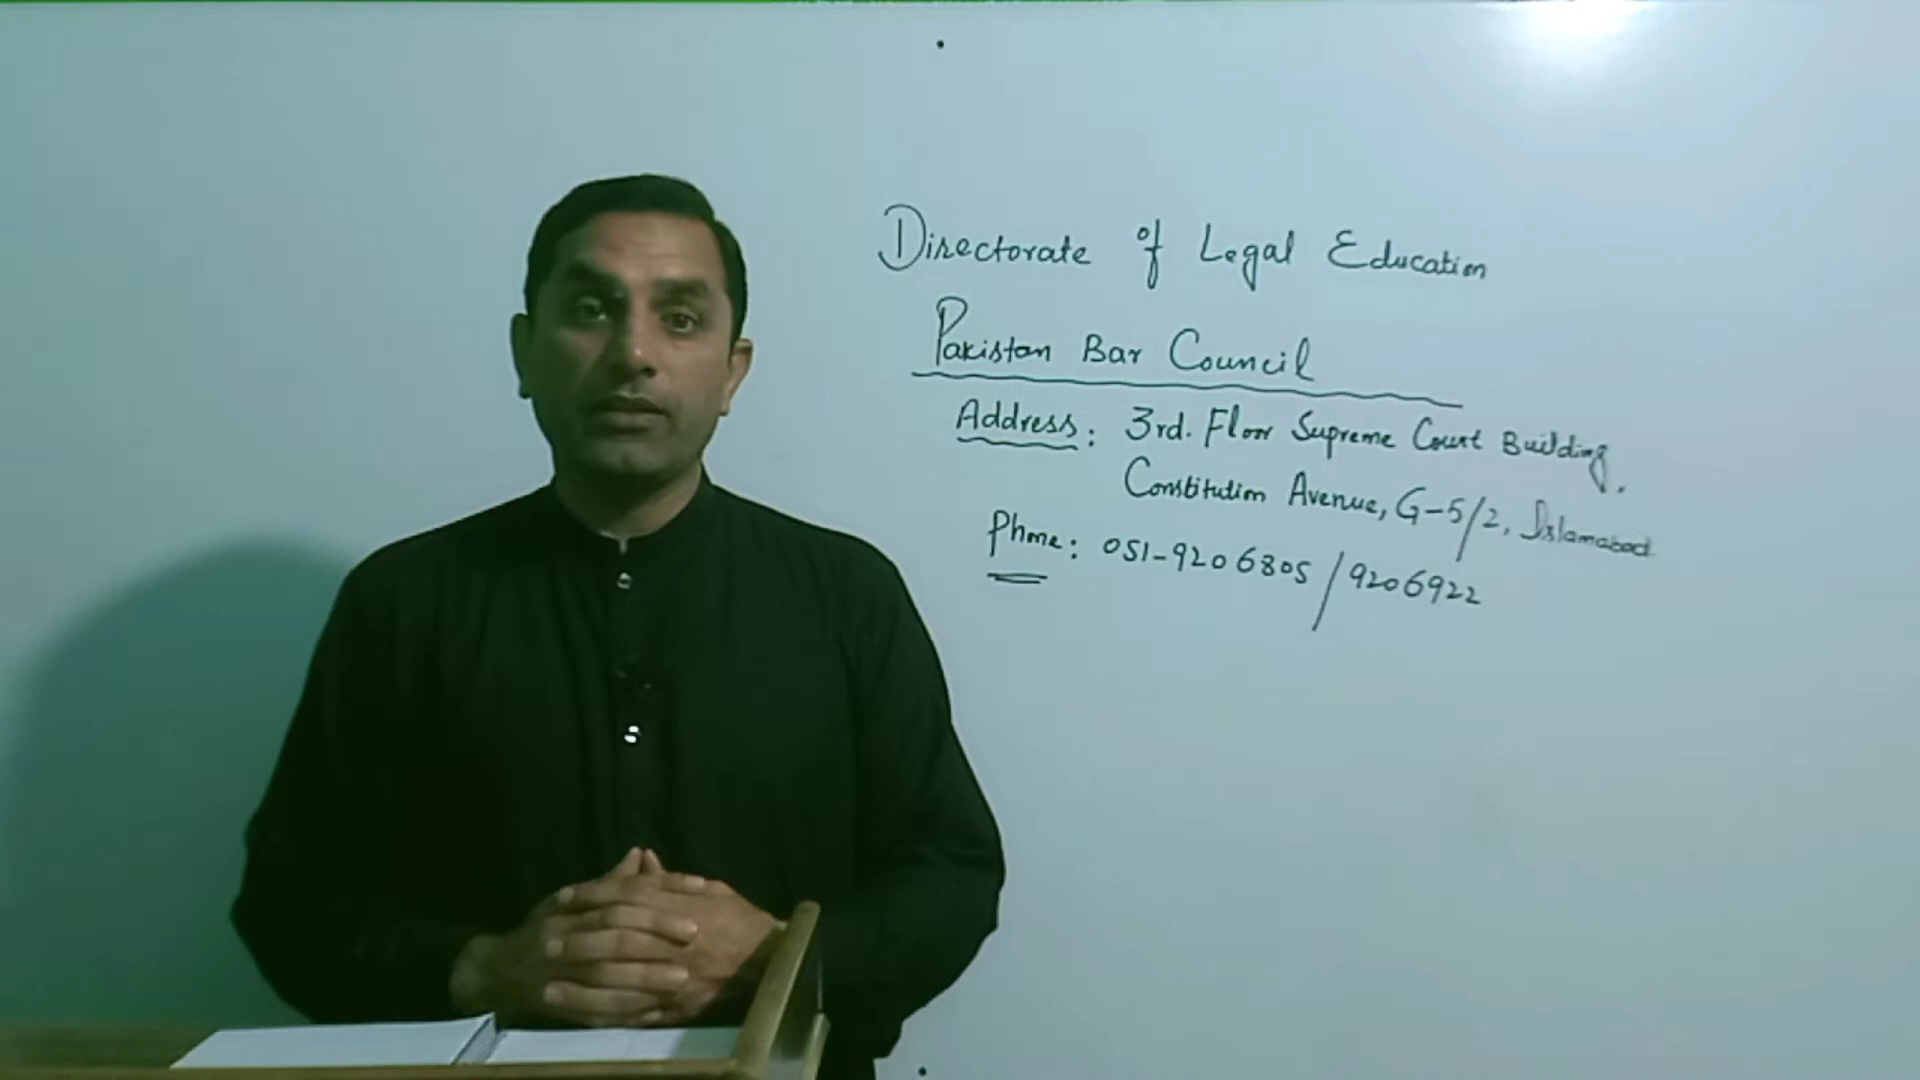 Directorate of Legal Education
Pakistan Bar Council
Address: 3rd. Floor Supreme Court Building,
Constitution Avenue, G-5/2, Islamabad.
Phone: 051-9206805/9206922